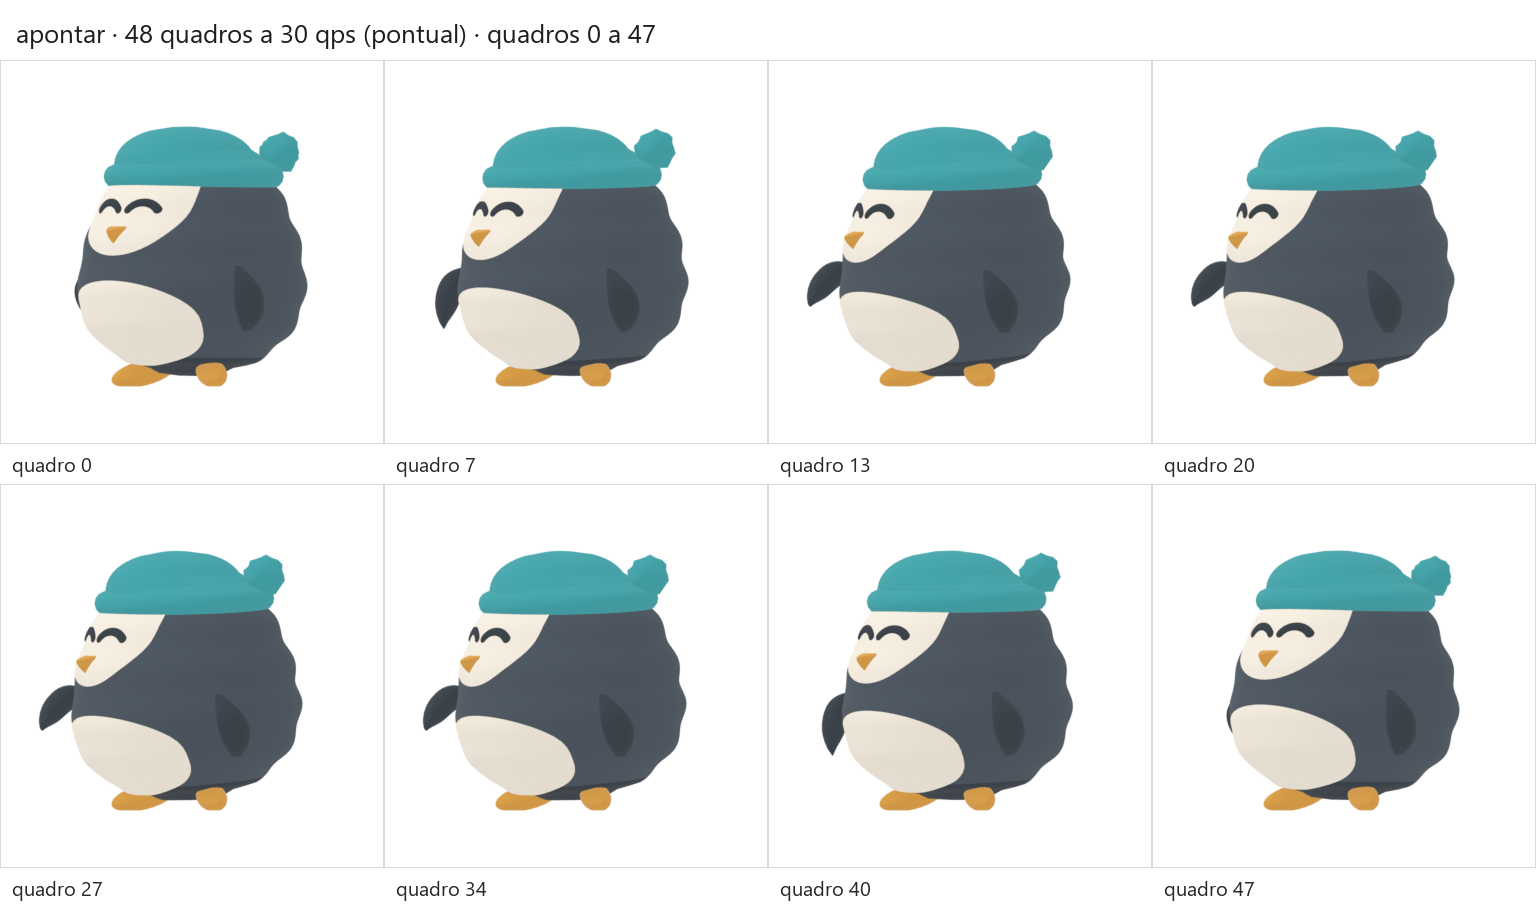 apontar · 48 quadros a 30 qps (pontual) · quadros 0 a 47
quadro 0
quadro 7
quadro 13
quadro 20
quadro 27
quadro 34
quadro 40
quadro 47